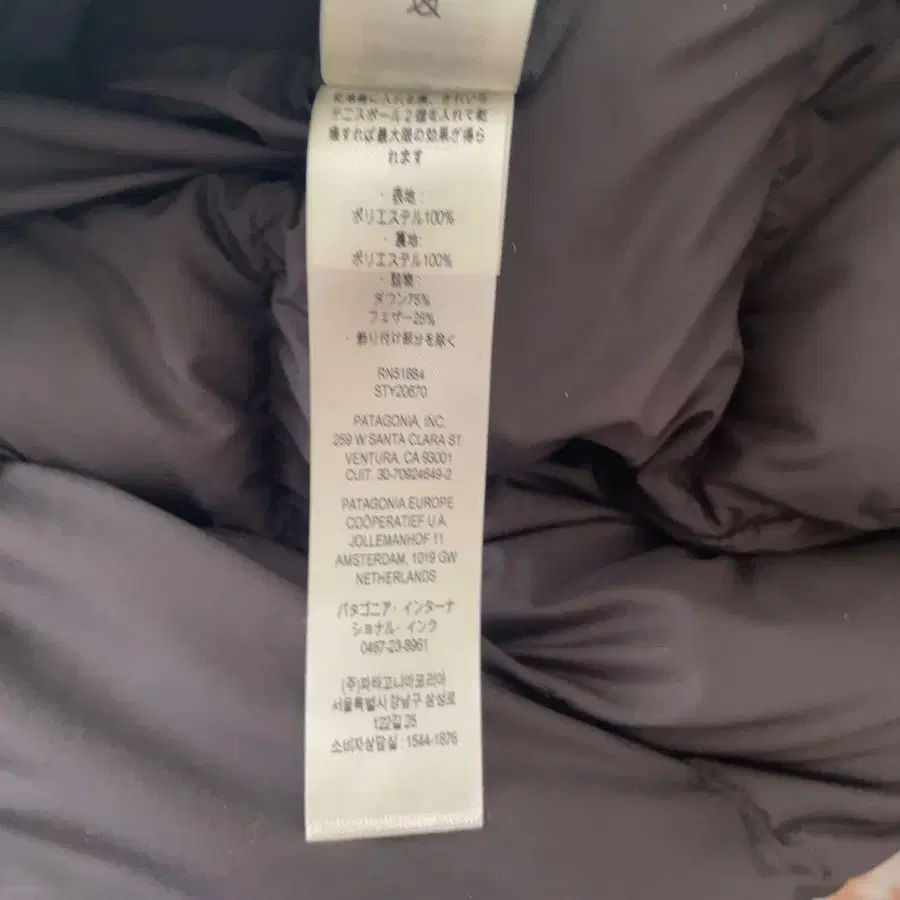 乾燥機に入れる際、きれいな
テニスボール2個を入れて乾
燥すれば最大限の効果が得ら
れます
・表地:
ポリエステル100%
・裏地:
ポリエステル100%
・詰物:
ダウン75%
フェザー25%
・飾り付け部分を除く
RN51884
STY20670
PATAGONIA, INC.
259 W SANTA CLARA ST
VENTURA, CA 93001
CUIT: 30-70924649-2
PATAGONIA EUROPE
COÖPERATIEF U.A.
JOLLEMANHOF 11
AMSTERDAM, 1019 GW
NETHERLANDS
パタゴニア・インターナ
ショナル・インク
0467-23-8961
(주)파타고니아코리아
서울특별시 강남구 삼성로
122길 25
소비자상담실 : 1544-1876